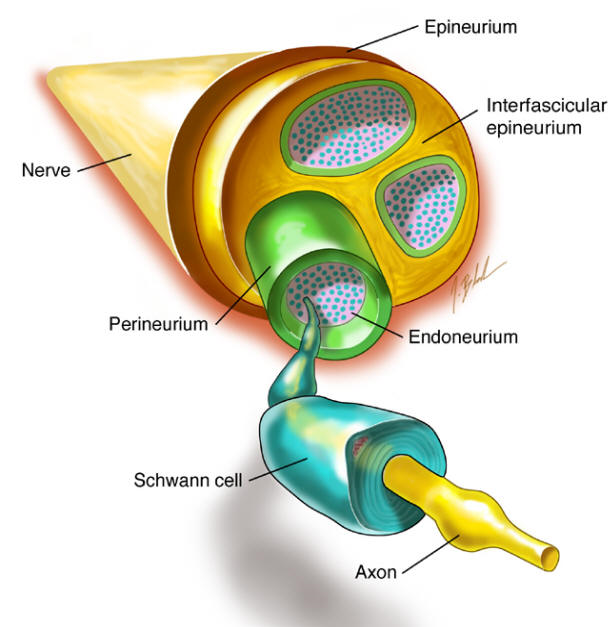 Epineurium
Interfascicular
epineurium
Nerve
Perineurium
Endoneurium
Schwann cell
Axon